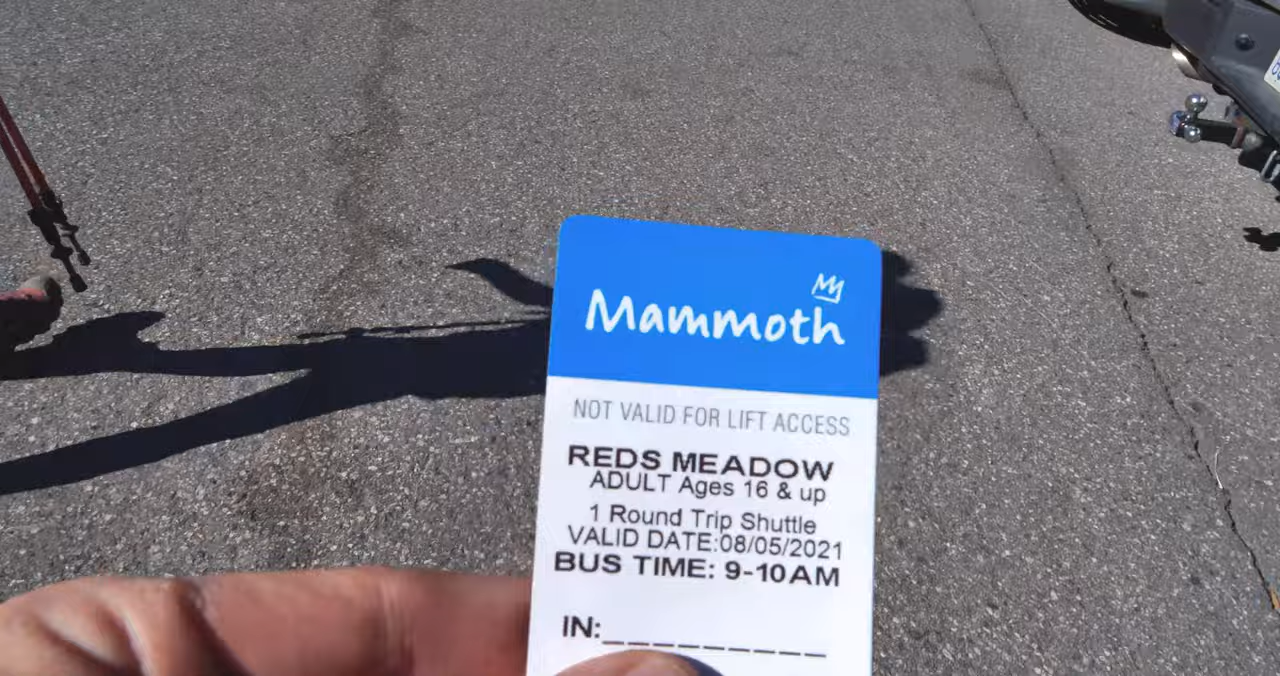 Mammoth
NOT VALID FOR LIFT ACCESS
REDS MEADOW
ADULT Ages 16 & up
1 Round Trip Shuttle
VALID DATE:08/05/2021
BUS TIME: 9-10AM
IN:_________